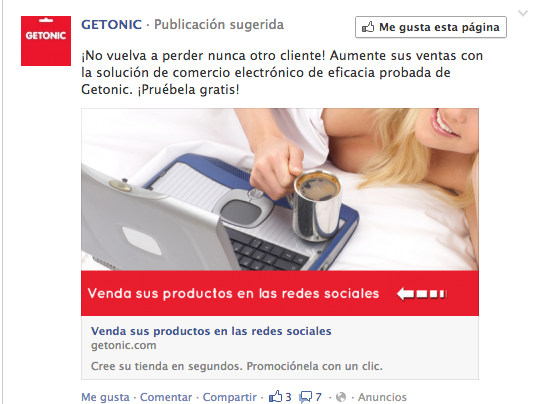 GETONIC
GETONIC · Publicación sugerida
Me gusta esta página
¡No vuelva a perder nunca otro cliente! Aumente sus ventas con
la solución de comercio electrónico de eficacia probada de
Getonic. ¡Pruébela gratis!
Venda sus productos en las redes sociales
Venda sus productos en las redes sociales
getonic.com
Cree su tienda en segundos. Promociónela con un clic.
Me gusta · Comentar · Compartir · 3 7 · Anuncios